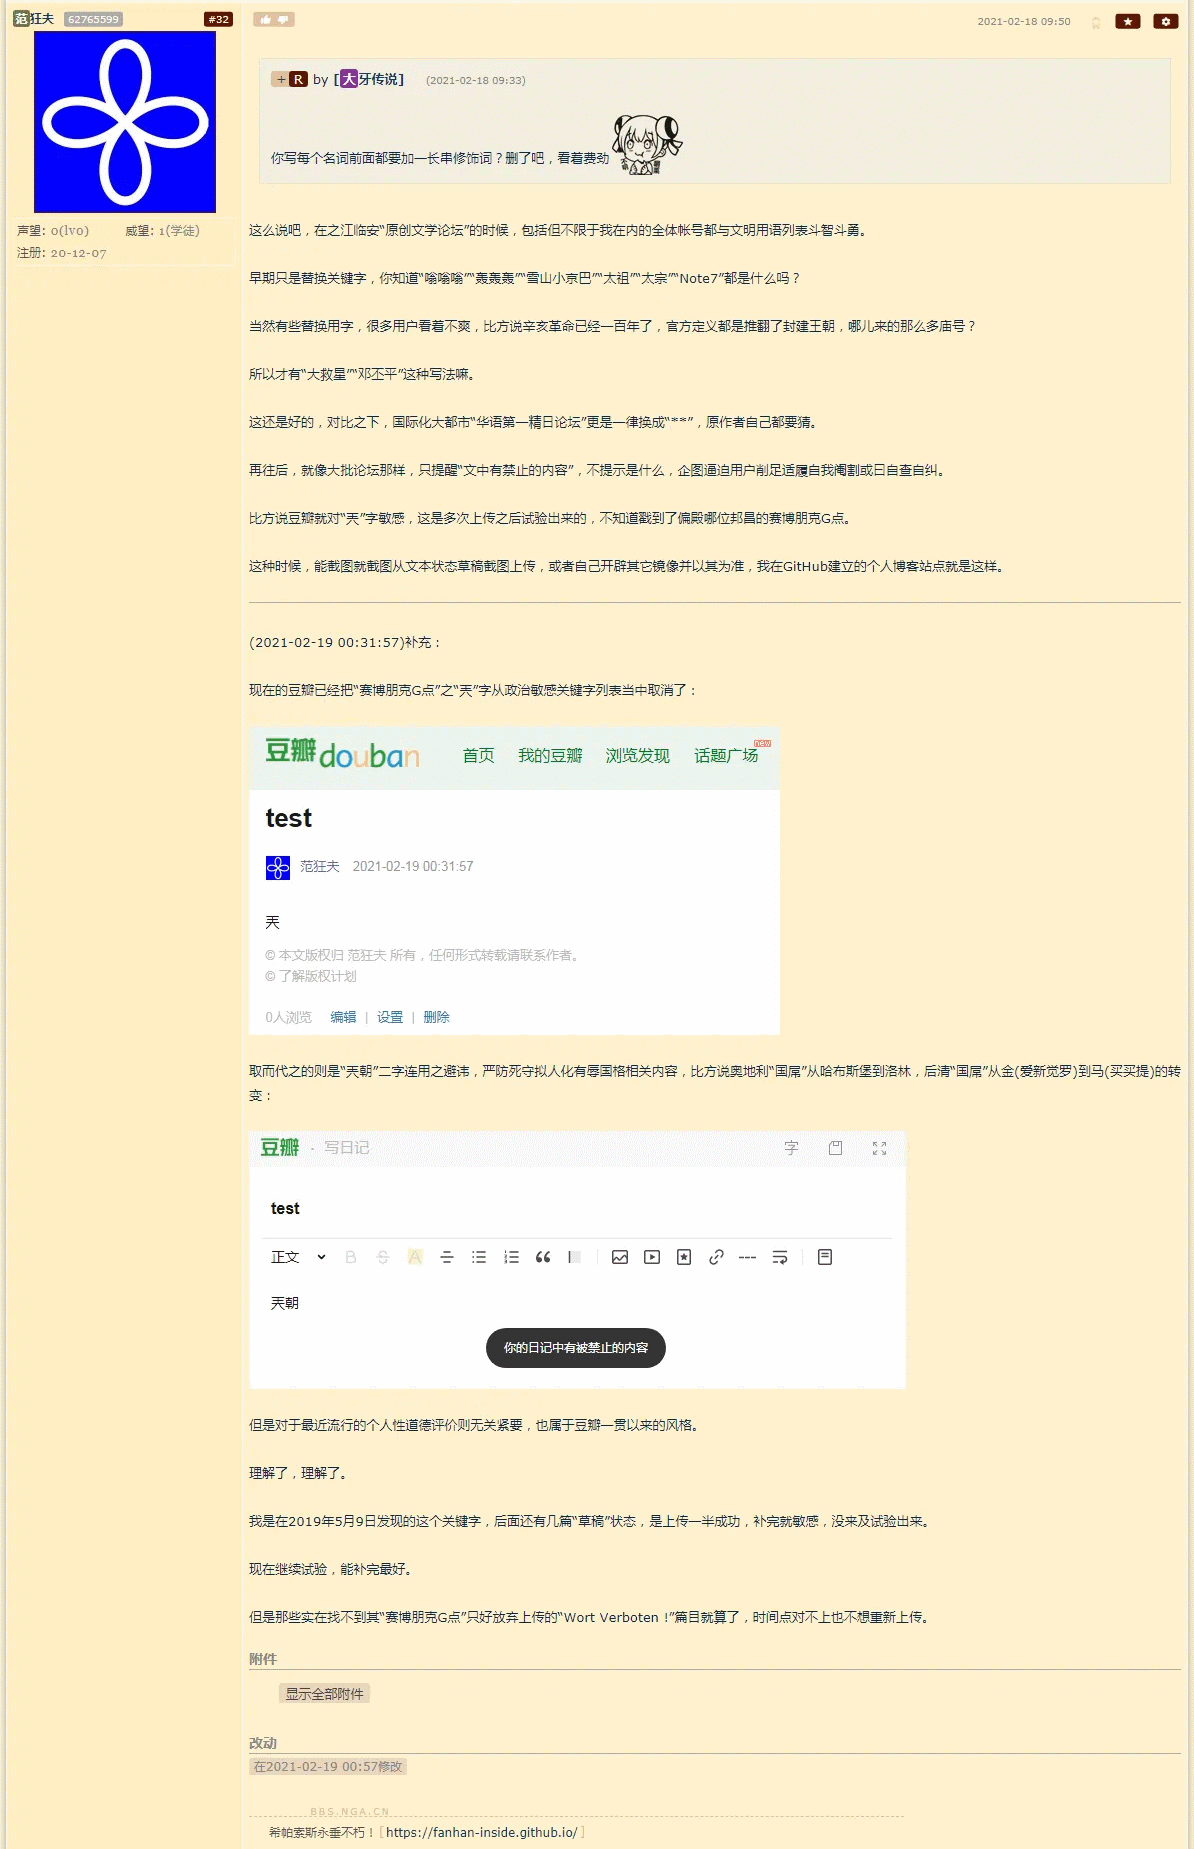 范狂夫 62765599 #32
2021-02-18 09:50
+ R by [大牙传说] (2021-02-18 09:33)
你写每个名词前面都要加一长串修饰词？删了吧，看着费劲
声望: 0(lv0) 威望: 1(学徒)
注册: 20-12-07
这么说吧，在之江临安“原创文学论坛”的时候，包括但不限于我在内的全体帐号都与文明用语列表斗智斗勇。
早期只是替换关键字，你知道“嗡嗡嗡”“轰轰轰”“雪山小京巴”“太祖”“太宗”“Note7”都是什么吗？
当然有些替换用字，很多用户看着不爽，比方说辛亥革命已经一百年了，官方定义都是推翻了封建王朝，哪儿来的那么多庙号？
所以才有“大救星”“邓丕平”这种写法嘛。
这还是好的，对比之下，国际化大都市“华语第一精日论坛”更是一律换成“**”，原作者自己都要猜。
再往后，就像大批论坛那样，只提醒“文中有禁止的内容”，不提示是什么，企图逼迫用户削足适履自我阉割或曰自查自纠。
比方说豆瓣就对“兲”字敏感，这是多次上传之后试验出来的，不知道戳到了偏殿哪位邦昌的赛博朋克G点。
这种时候，能截图就截图从文本状态草稿截图上传，或者自己开辟其它镜像并以其为准，我在GitHub建立的个人博客站点就是这样。
(2021-02-19 00:31:57)补充：
现在的豆瓣已经把“赛博朋克G点”之“兲”字从政治敏感关键字列表当中取消了：
豆瓣douban 首页 我的豆瓣 浏览发现 话题广场 new
test
范狂夫 2021-02-19 00:31:57
兲
© 本文版权归 范狂夫 所有，任何形式转载请联系作者。
© 了解版权计划
0人浏览 编辑 | 设置 | 删除
取而代之的则是“兲朝”二字连用之避讳，严防死守拟人化有辱国格相关内容，比方说奥地利“国屌”从哈布斯堡到洛林，后清“国屌”从金(爱新觉罗)到马(买买提)的转
变：
豆瓣 · 写日记 字
test
正文 B S A
兲朝
你的日记中有被禁止的内容
但是对于最近流行的个人性道德评价则无关紧要，也属于豆瓣一贯以来的风格。
理解了，理解了。
我是在2019年5月9日发现的这个关键字，后面还有几篇“草稿”状态，是上传一半成功，补完就敏感，没来及试验出来。
现在继续试验，能补完最好。
但是那些实在找不到其“赛博朋克G点”只好放弃上传的“Wort Verboten !”篇目就算了，时间点对不上也不想重新上传。
附件
显示全部附件
改动
在2021-02-19 00:57修改
BBS.NGA.CN
希帕索斯永垂不朽！[ https://fanhan-inside.github.io/ ]